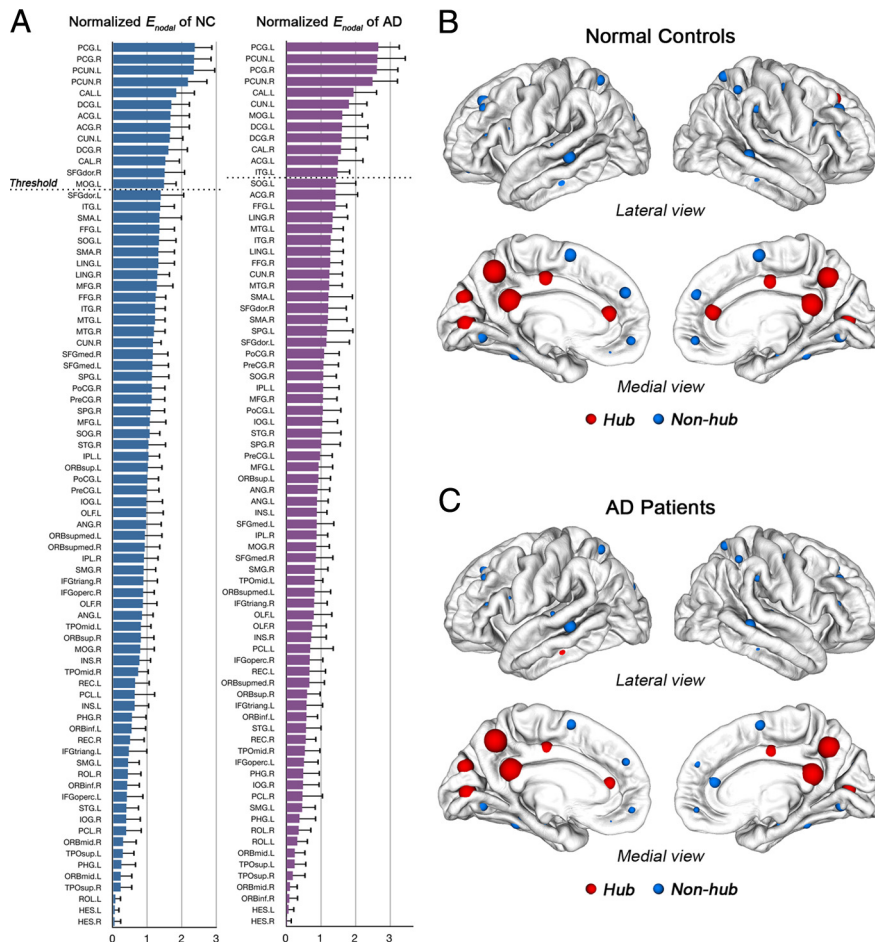 A
Normalized E_nodal of NC
PCG.L
PCG.R
PCUN.L
PCUN.R
CAL.L
DCG.L
ACG.L
ACG.R
CUN.L
DCG.R
CAL.R
SFGdor.R
Threshold
MOG.L
SFGdor.L
ITG.L
SMA.L
FFG.L
SOG.L
SMA.R
LING.L
LING.R
MFG.R
FFG.R
ITG.R
MTG.L
MTG.R
CUN.R
SFGmed.R
SFGmed.L
SPG.L
PoCG.R
PreCG.R
SPG.R
MFG.L
SOG.R
STG.R
IPL.L
ORBsup.L
PoCG.L
PreCG.L
IOG.L
OLF.L
ANG.R
ORBsupmed.L
ORBsupmed.R
IPL.R
SMG.R
IFGtriang.R
IFGoperc.R
OLF.R
ANG.L
TPOmid.L
ORBsup.R
MOG.R
INS.R
TPOmid.R
REC.L
PCL.L
INS.L
PHG.R
ORBinf.L
REC.R
IFGtriang.L
SMG.L
ROL.R
ORBinf.R
IFGoperc.L
STG.L
IOG.R
PCL.R
ORBmid.R
TPOsup.L
PHG.L
ORBmid.L
TPOsup.R
ROL.L
HES.L
HES.R
0 1 2 3
Normalized E_nodal of AD
PCG.L
PCUN.L
PCG.R
PCUN.R
CAL.L
CUN.L
MOG.L
DCG.L
DCG.R
CAL.R
ACG.L
ITG.L
SOG.L
ACG.R
FFG.L
LING.R
MTG.L
ITG.R
LING.L
FFG.R
CUN.R
MTG.R
SMA.L
SFGdor.R
SMA.R
SPG.L
SFGdor.L
PoCG.R
PreCG.R
SOG.R
IPL.L
MFG.R
PoCG.L
IOG.L
STG.R
SPG.R
PreCG.L
MFG.L
ORBsup.L
ANG.R
ANG.L
INS.L
SFGmed.L
IPL.R
MOG.R
SFGmed.R
SMG.R
TPOmid.L
ORBsupmed.L
IFGtriang.R
OLF.L
OLF.R
INS.R
PCL.L
IFGoperc.R
REC.L
ORBsupmed.R
ORBsup.R
IFGtriang.L
ORBinf.L
STG.L
REC.R
TPOmid.R
IFGoperc.L
PHG.R
IOG.R
PCL.R
SMG.L
PHG.L
ROL.R
ROL.L
ORBmid.L
TPOsup.L
TPOsup.R
ORBmid.R
ORBinf.R
HES.L
HES.R
0 1 2 3
B
Normal Controls
Lateral view
Medial view
Hub Non-hub
C
AD Patients
Lateral view
Medial view
Hub Non-hub